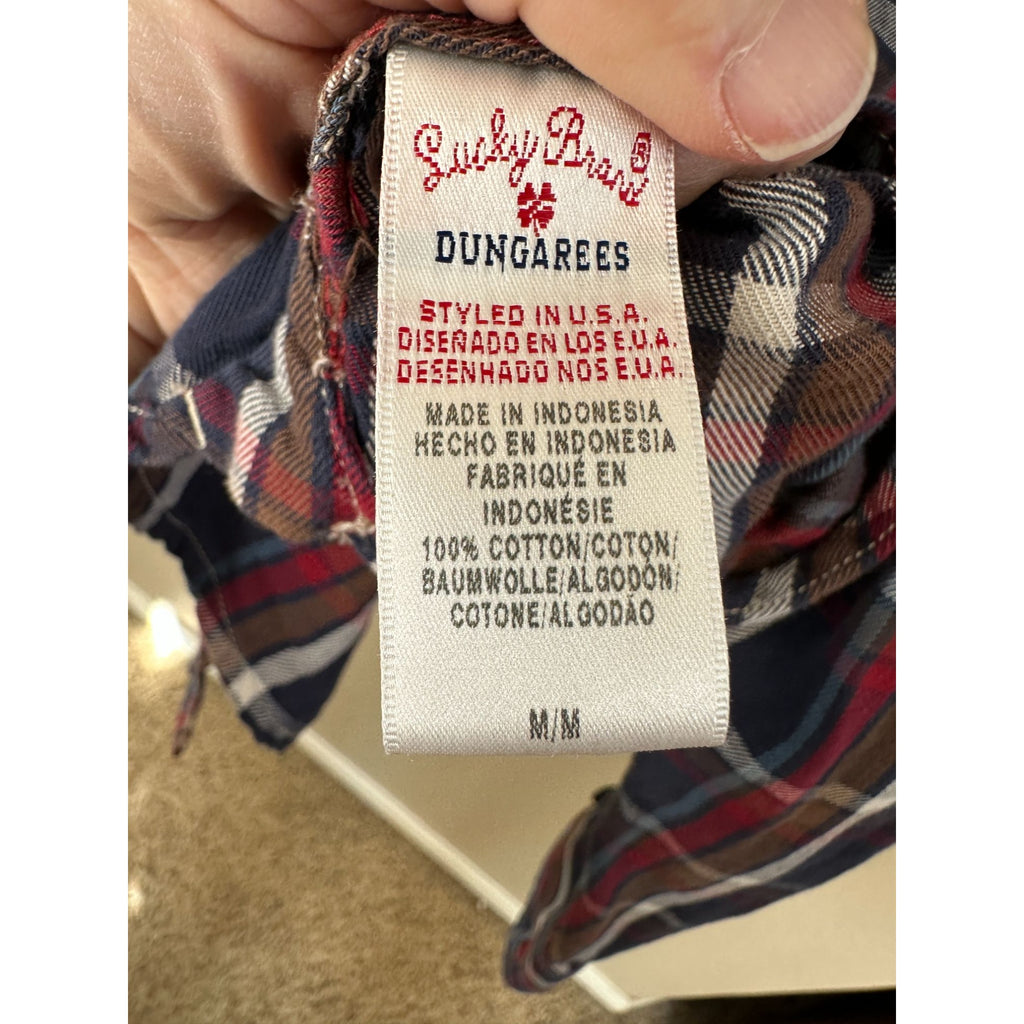 Lucky Brand®
DUNGAREES
STYLED IN U.S.A.
DISEÑADO EN LOS E.U.A.
DESENHADO NOS E.U.A.
MADE IN INDONESIA
HECHO EN INDONESIA
FABRIQUÉ EN
INDONÉSIE
100% COTTON/COTON/
BAUMWOLLE/ALGODÓN/
COTONE/ALGODÃO
M/M